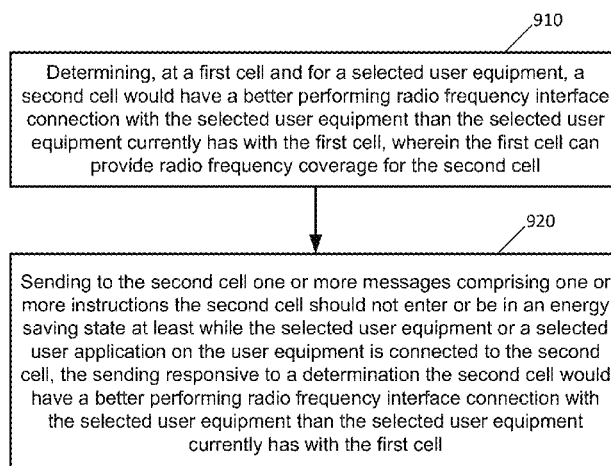 910
Determining, at a first cell and for a selected user equipment, a
second cell would have a better performing radio frequency interface
connection with the selected user equipment than the selected user
equipment currently has with the first cell, wherein the first cell can
provide radio frequency coverage for the second cell
920
Sending to the second cell one or more messages comprising one or
more instructions the second cell should not enter or be in an energy
saving state at least while the selected user equipment or a selected
user application on the user equipment is connected to the second
cell, the sending responsive to a determination the second cell would
have a better performing radio frequency interface connection with
the selected user equipment than the selected user equipment
currently has with the first cell